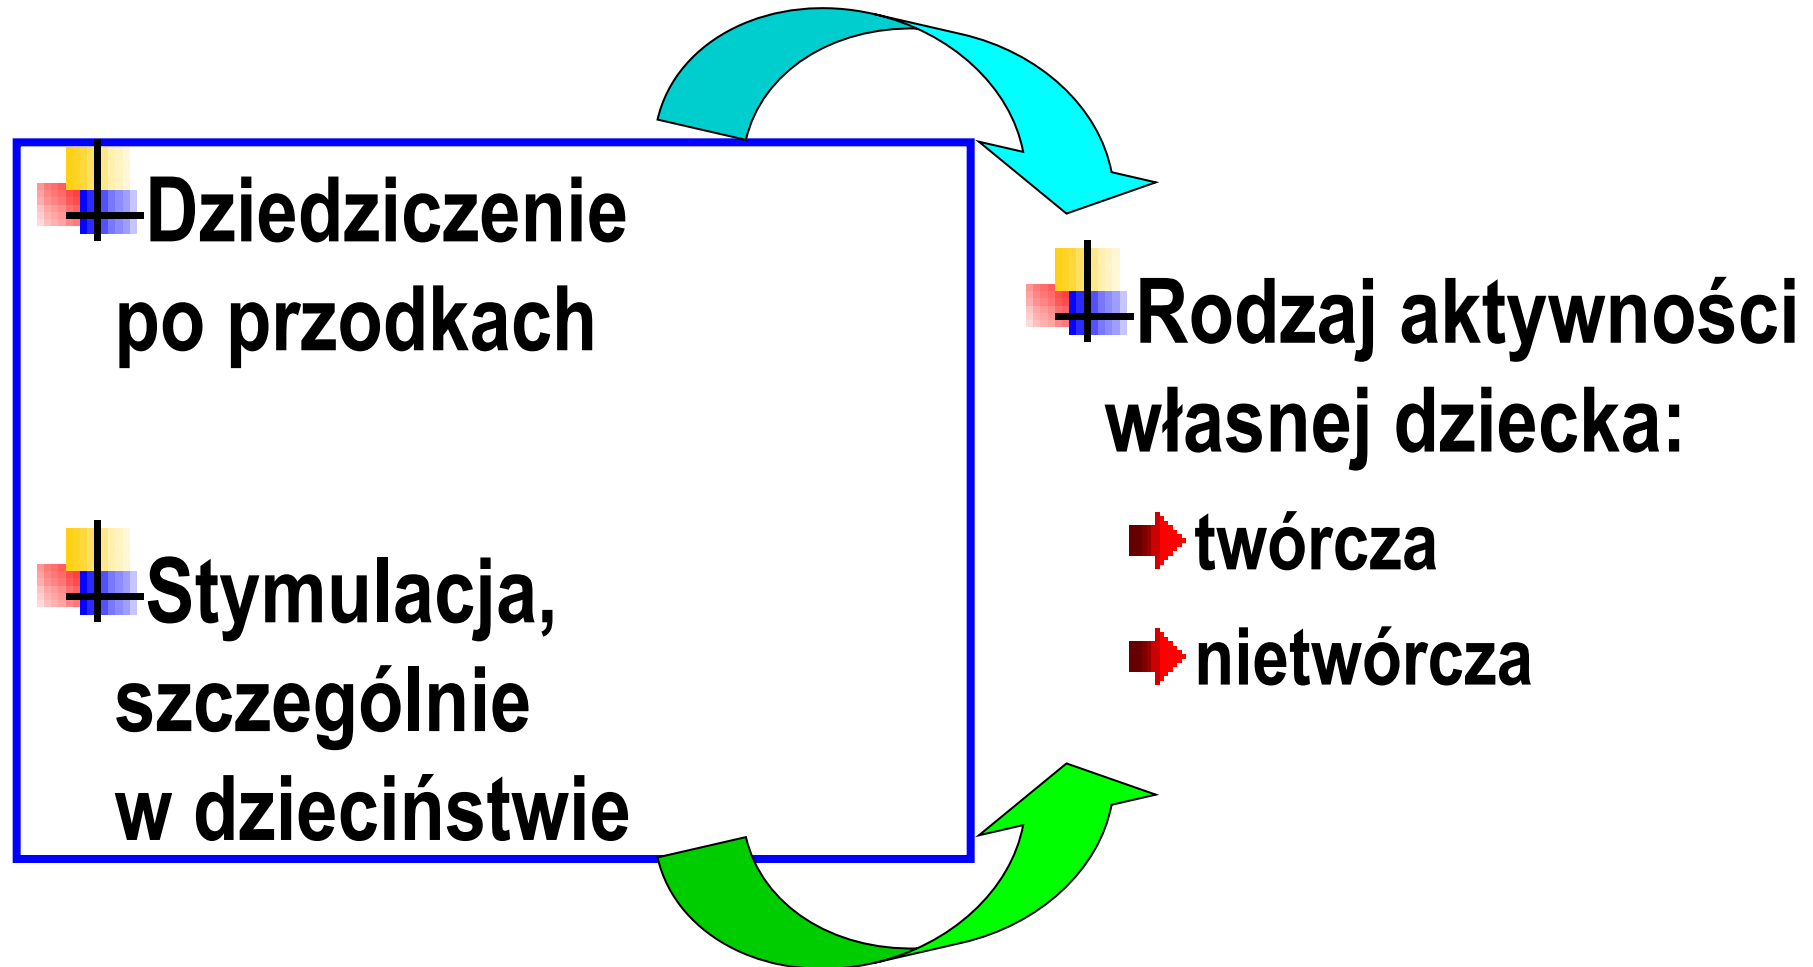 Dziedziczenie
po przodkach
Stymulacja,
szczególnie
w dzieciństwie
Rodzaj aktywności
własnej dziecka:
twórcza
nietwórcza